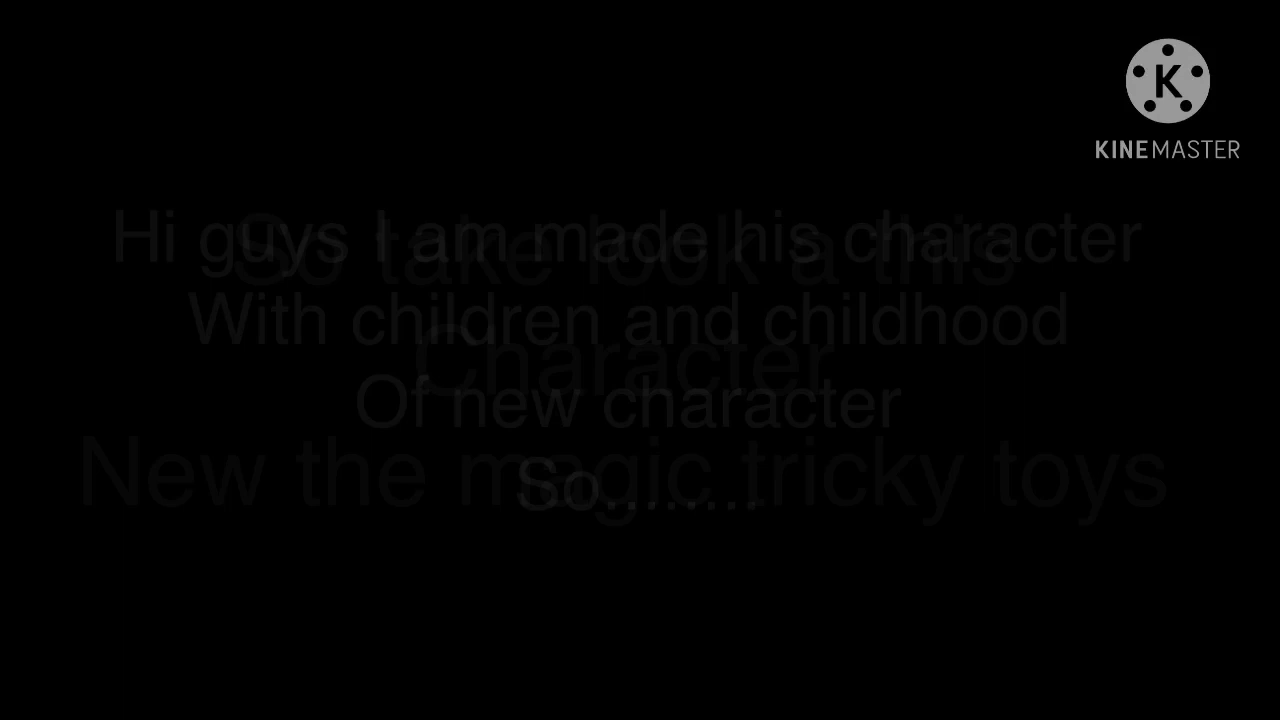 K
KINEMASTER
Hi guys I am made his character
With children and childhood
Of new character
So.........
So take look a this
Character
New the magic tricky toys